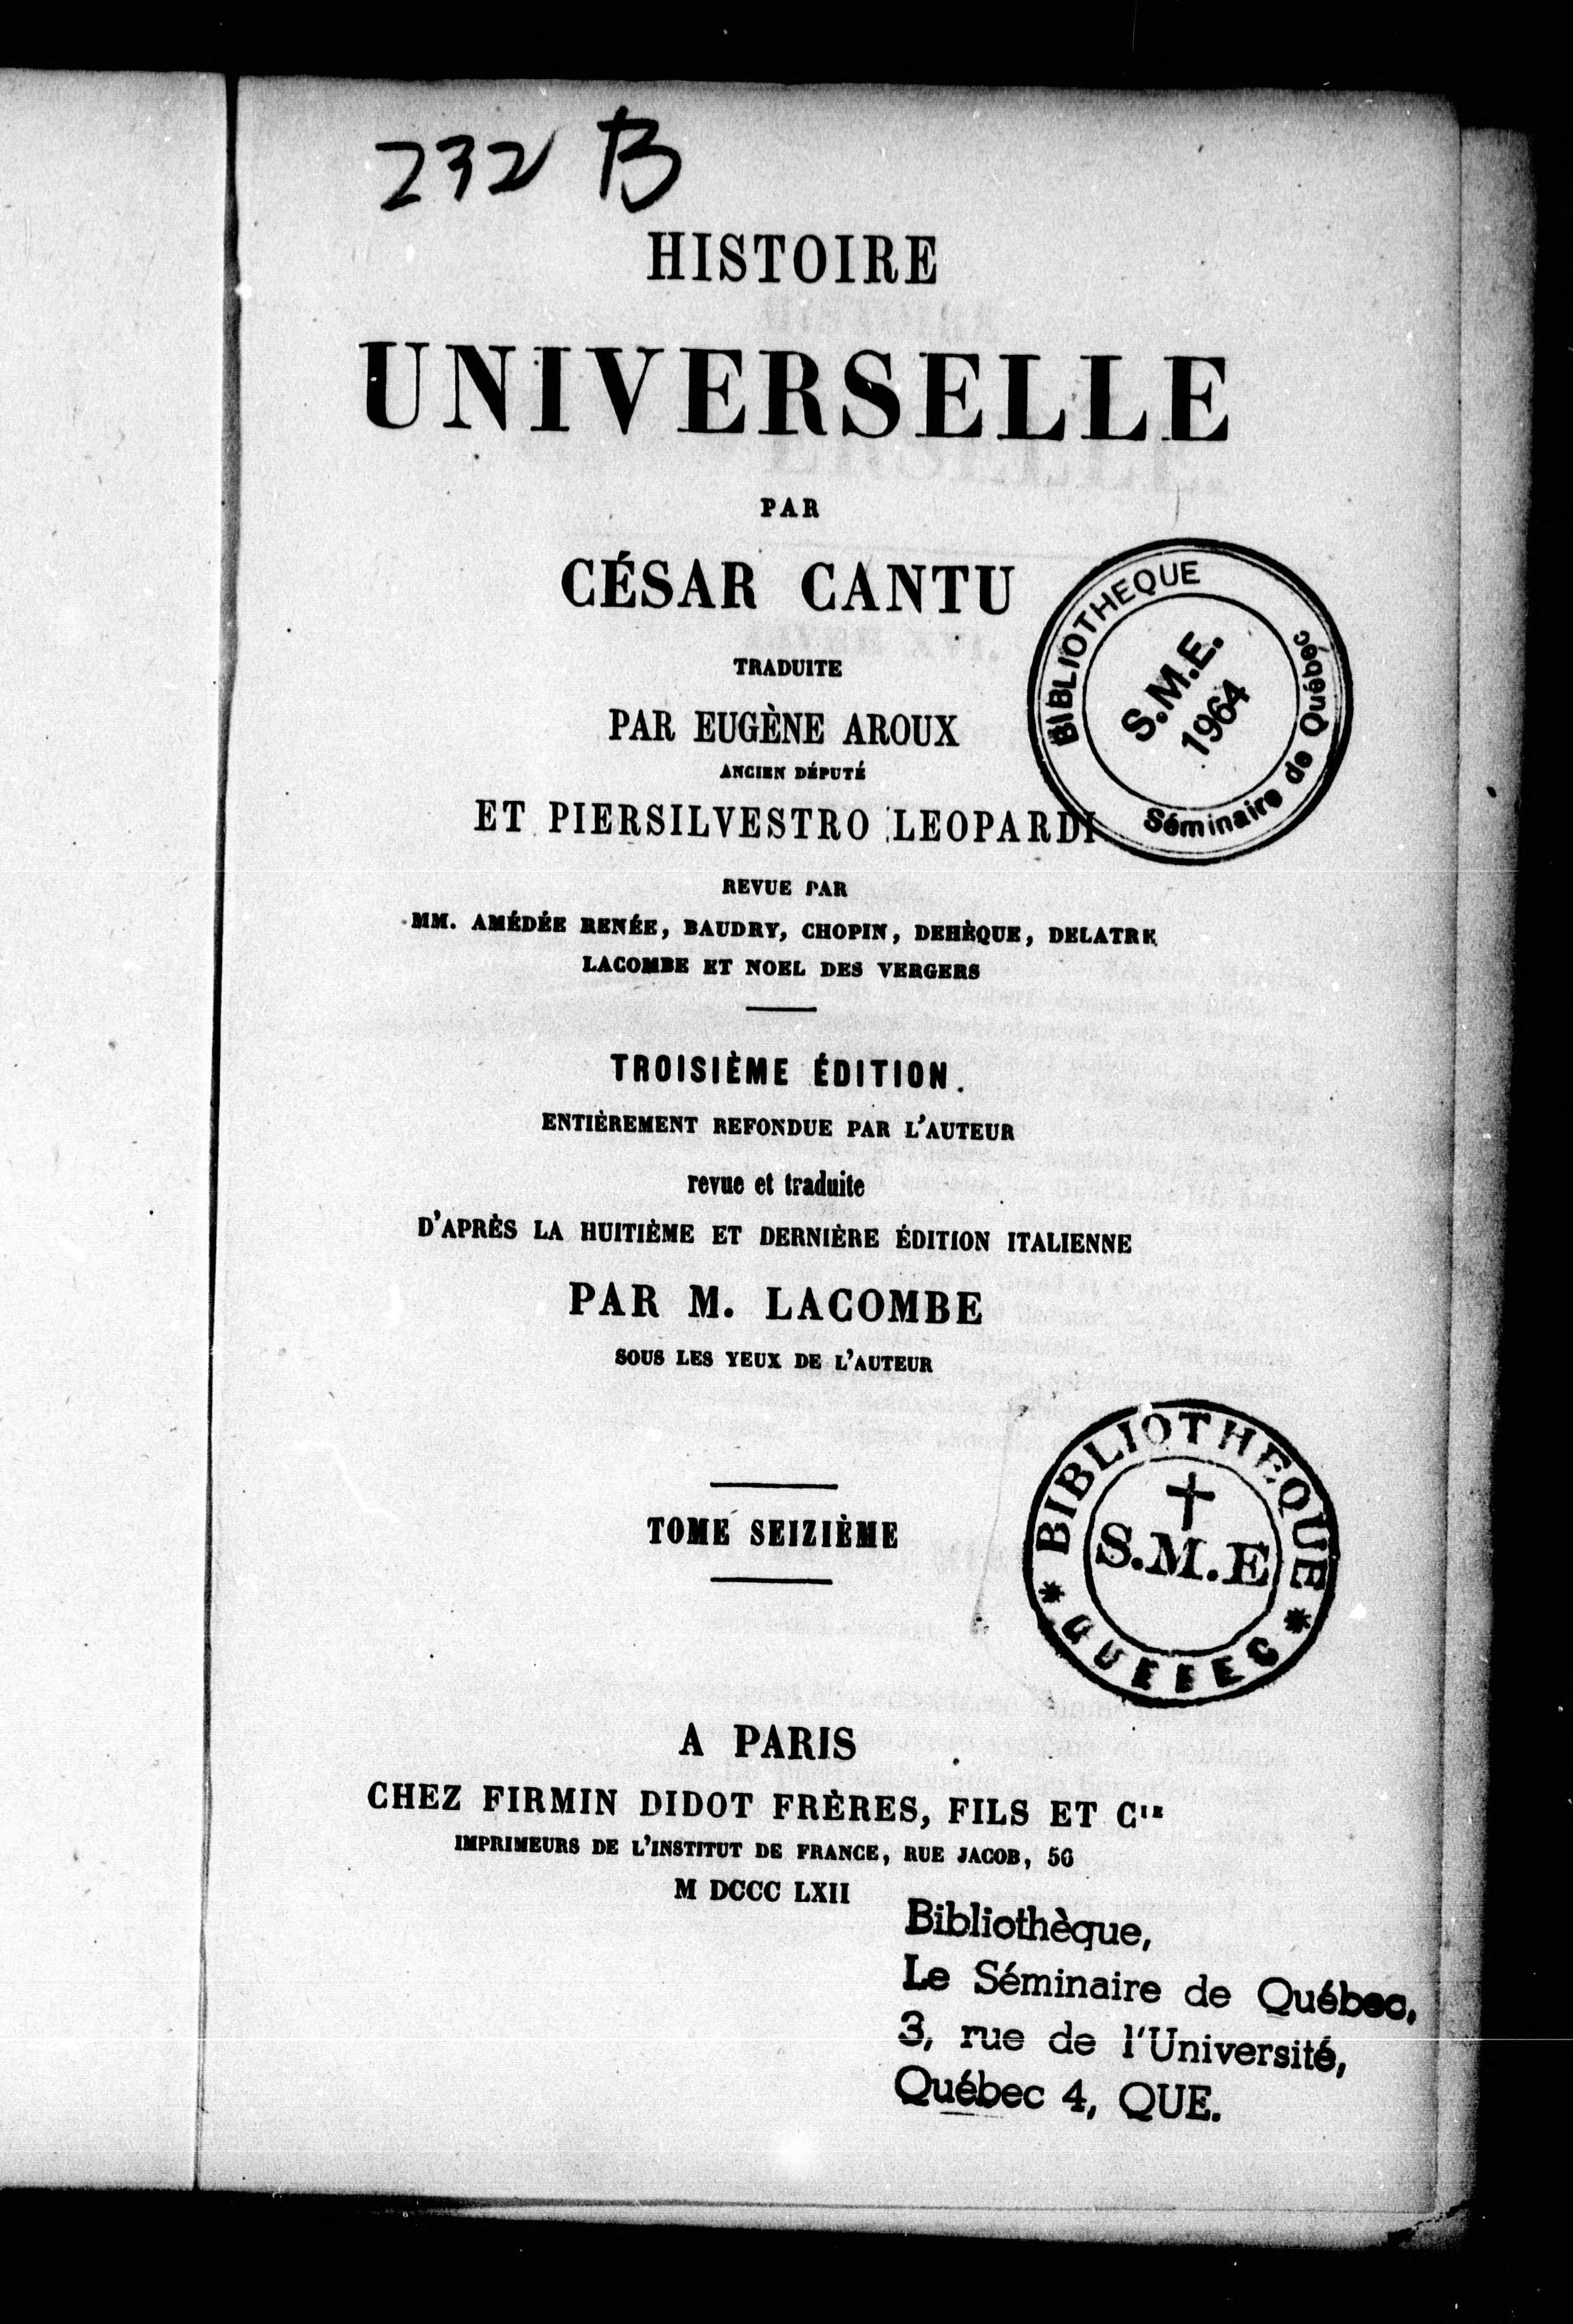 232 B
HISTOIRE
UNIVERSELLE
PAR
CÉSAR CANTU
TRADUITE
PAR EUGÈNE AROUX
ANCIEN DÉPUTÉ
ET PIERSILVESTRO LEOPARDI
REVUE PAR
MM. AMÉDÉE RENÉE, BAUDRY, CHOPIN, DEHÈQUE, DELATRE
LACOMBE ET NOEL DES VERGERS
TROISIÈME ÉDITION.
ENTIÈREMENT REFONDUE PAR L'AUTEUR
revue et traduite
D'APRÈS LA HUITIÈME ET DERNIÈRE ÉDITION ITALIENNE
PAR M. LACOMBE
SOUS LES YEUX DE L'AUTEUR
TOME SEIZIÈME
A PARIS
CHEZ FIRMIN DIDOT FRÈRES, FILS ET CIE
IMPRIMEURS DE L'INSTITUT DE FRANCE, RUE JACOB, 56
M DCCC LXII
BIBLIOTHEQUE
S.M.E.
1964
Séminaire de Québec
BIBLIOTHEQUE
S.M.E
* QUEBEC *
Bibliothèque,
Le Séminaire de Québec,
3, rue de l'Université,
Québec 4, QUE.